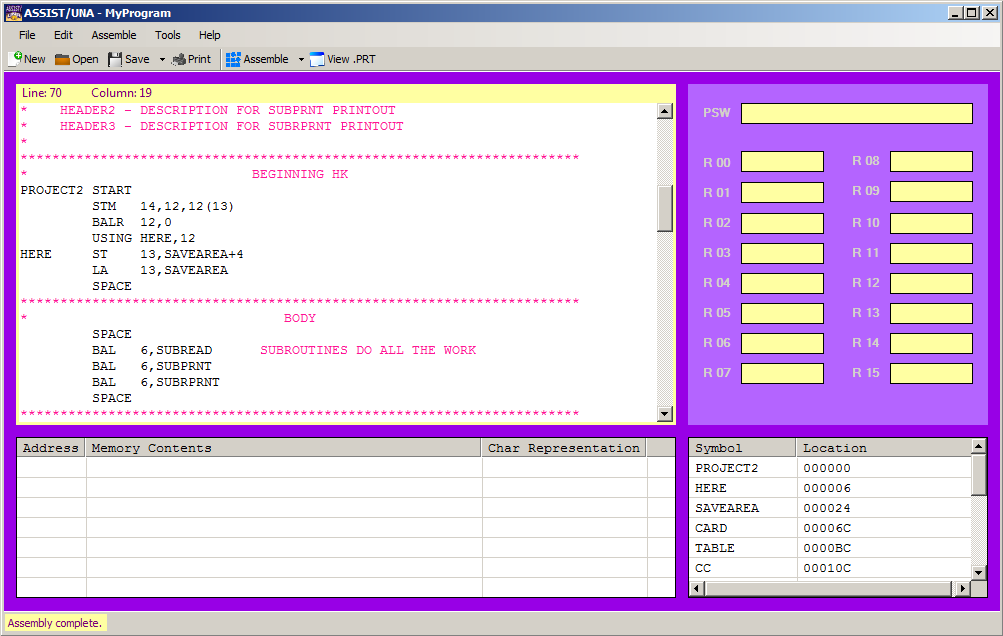 ASSIST/UNA - MyProgram
File Edit Assemble Tools Help
New Open Save Print Assemble View .PRT
Line: 70 Column: 19
* HEADER2 - DESCRIPTION FOR SUBPRNT PRINTOUT
* HEADER3 - DESCRIPTION FOR SUBRPRNT PRINTOUT
*
**********************************************************************
* BEGINNING HK
PROJECT2 START
STM 14,12,12(13)
BALR 12,0
USING HERE,12
HERE ST 13,SAVEAREA+4
LA 13,SAVEAREA
SPACE
**********************************************************************
* BODY
SPACE
BAL 6,SUBREAD SUBROUTINES DO ALL THE WORK
BAL 6,SUBPRNT
BAL 6,SUBRPRNT
SPACE
**********************************************************************
PSW
R 00 R 08
R 01 R 09
R 02 R 10
R 03 R 11
R 04 R 12
R 05 R 13
R 06 R 14
R 07 R 15
Address Memory Contents Char Representation
Symbol Location
PROJECT2 000000
HERE 000006
SAVEAREA 000024
CARD 00006C
TABLE 0000BC
CC 00010C
Assembly complete.